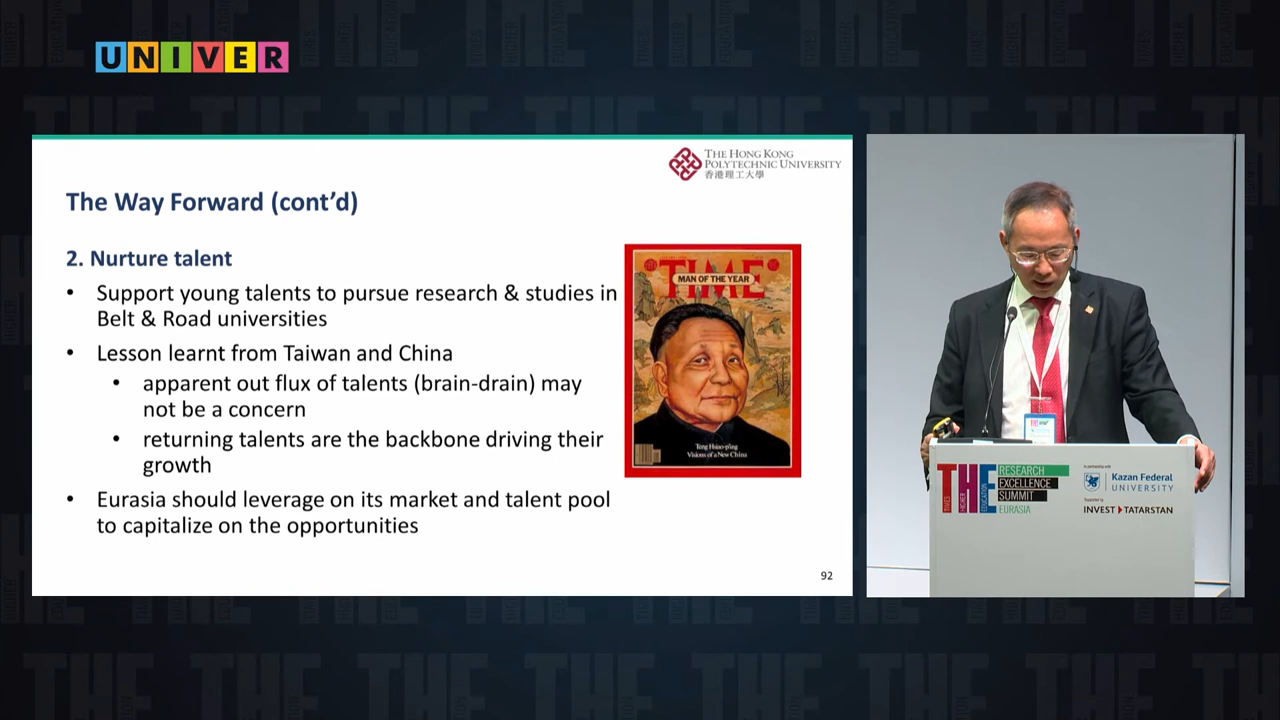 UNIVER
THE HONG KONG
POLYTECHNIC UNIVERSITY
香港理工大學
The Way Forward (cont’d)
2. Nurture talent
• Support young talents to pursue research & studies in
Belt & Road universities
• Lesson learnt from Taiwan and China
• apparent out flux of talents (brain-drain) may
not be a concern
• returning talents are the backbone driving their
growth
• Eurasia should leverage on its market and talent pool
to capitalize on the opportunities
92
TIME
MAN OF THE YEAR
Teng Hsiao-p'ing
Visions of a New China
THE
RESEARCH
EXCELLENCE
SUMMIT
EURASIA
In partnership with
Kazan Federal
UNIVERSITY
Supported by
INVEST TATARSTAN